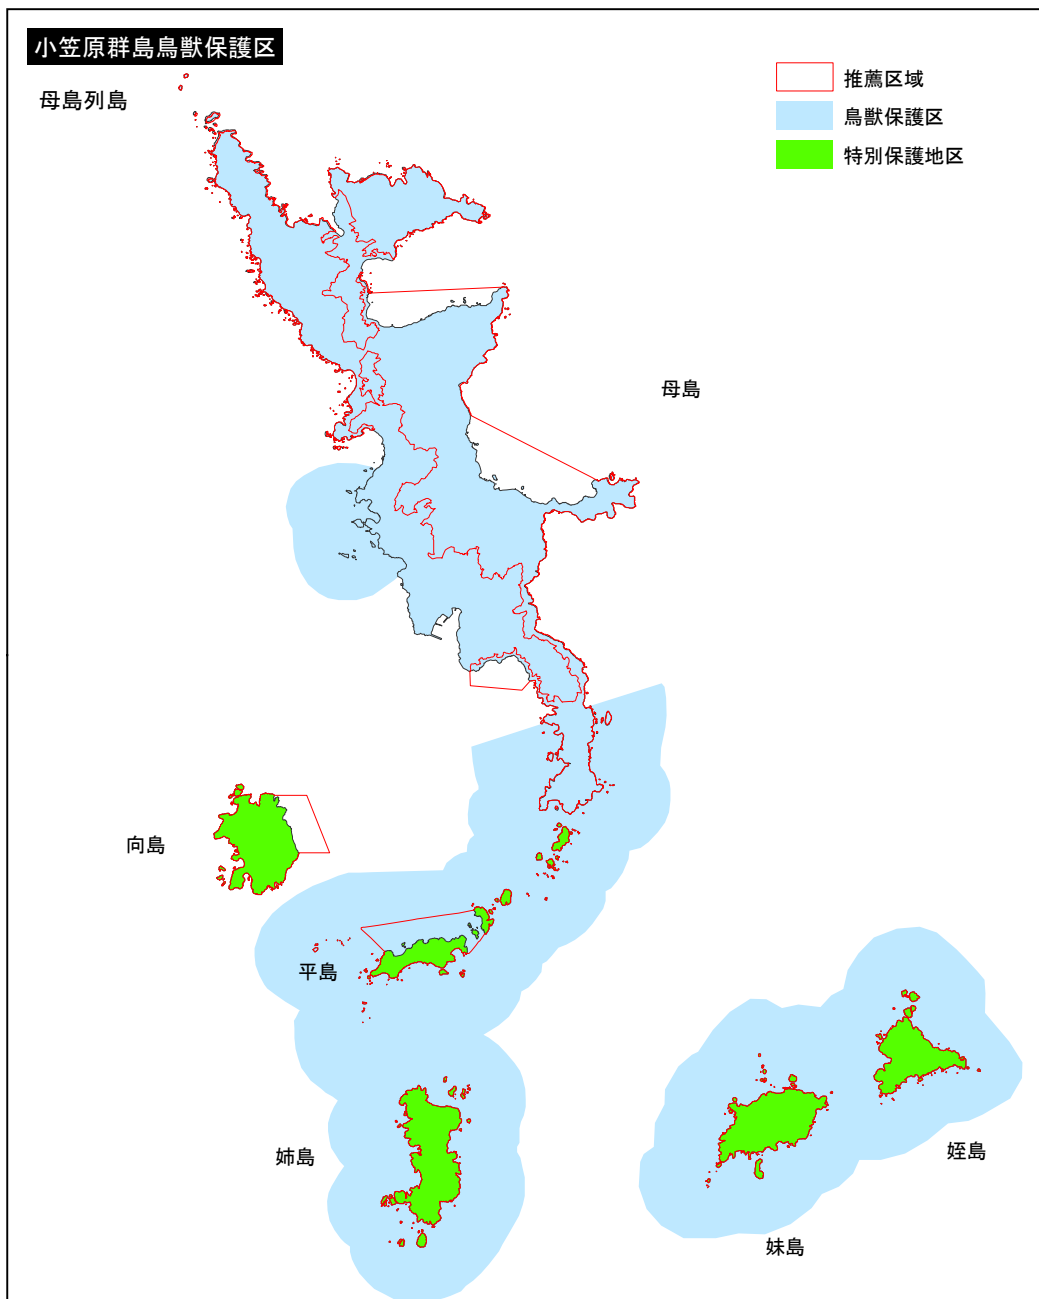 小笠原群島鳥獣保護区
母島列島
推薦区域
鳥獣保護区
特別保護地区
母島
向島
平島
姉島
姪島
妹島